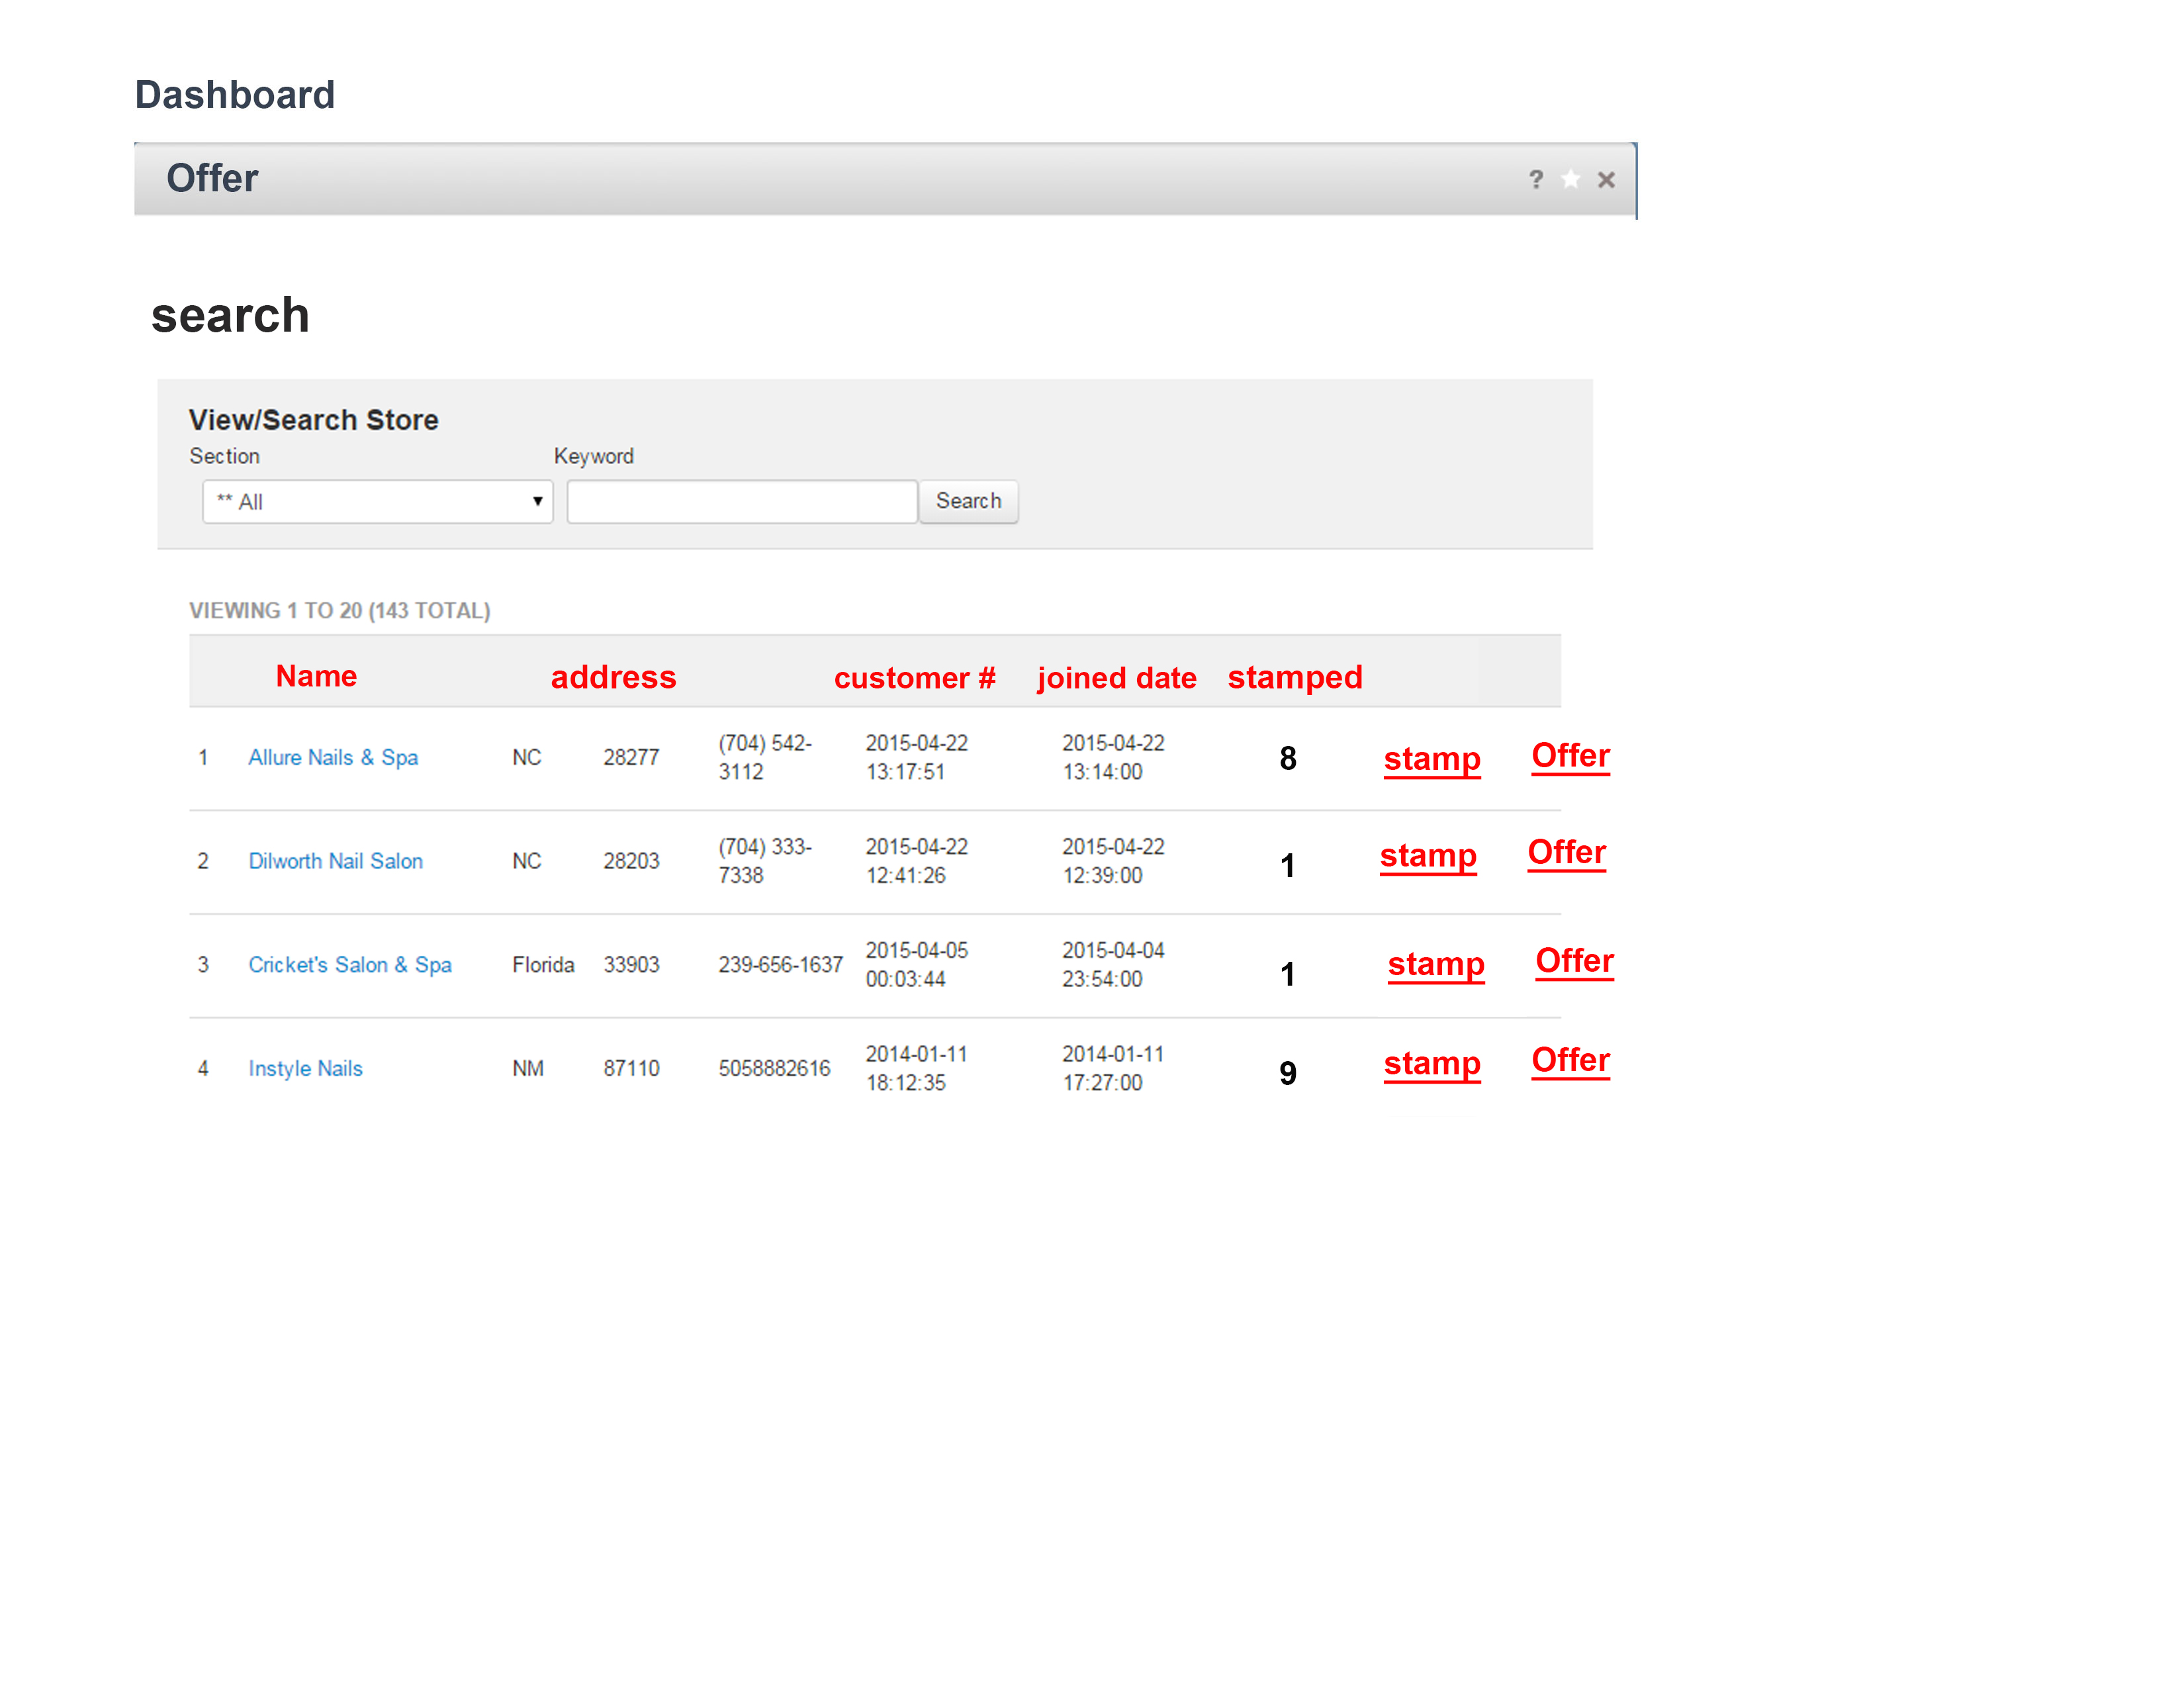 Dashboard
Offer ? ×
search
View/Search Store
Section Keyword
** All Search
VIEWING 1 TO 20 (143 TOTAL)
Name address customer # joined date stamped
1 Allure Nails & Spa NC 28277 (704) 542- 2015-04-22 2015-04-22 8 stamp Offer
3112 13:17:51 13:14:00
2 Dilworth Nail Salon NC 28203 (704) 333- 2015-04-22 2015-04-22 1 stamp Offer
7338 12:41:26 12:39:00
3 Cricket's Salon & Spa Florida 33903 239-656-1637 2015-04-05 2015-04-04 1 stamp Offer
00:03:44 23:54:00
4 Instyle Nails NM 87110 5058882616 2014-01-11 2014-01-11 9 stamp Offer
18:12:35 17:27:00